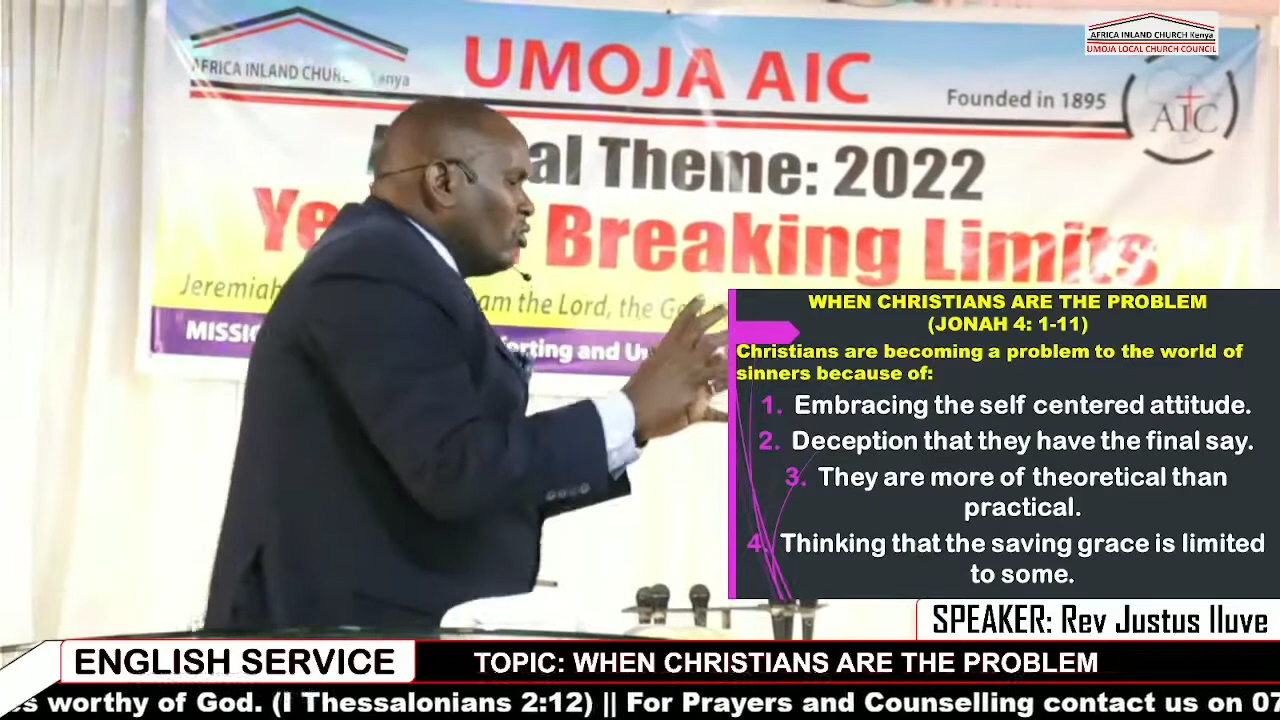 AFRICA INLAND CHURCH Kenya
UMOJA LOCAL CHURCH COUNCIL
UMOJA AIC
AFRICA INLAND CHUR enya
Founded in 1895
AIC
al Theme: 2022
Breaking Limits
Jeremiah am the Lord, the
erting and
WHEN CHRISTIANS ARE THE PROBLEM
(JONAH 4: 1-11)
Christians are becoming a problem to the world of
sinners because of:
1. Embracing the self centered attitude.
2. Deception that they have the final say.
3. They are more of theoretical than
practical.
4. Thinking that the saving grace is limited
to some.
SPEAKER: Rev Justus Iluve
ENGLISH SERVICE
TOPIC: WHEN CHRISTIANS ARE THE PROBLEM
s worthy of God. (I Thessalonians 2:12) || For Prayers and Counselling contact us on 07